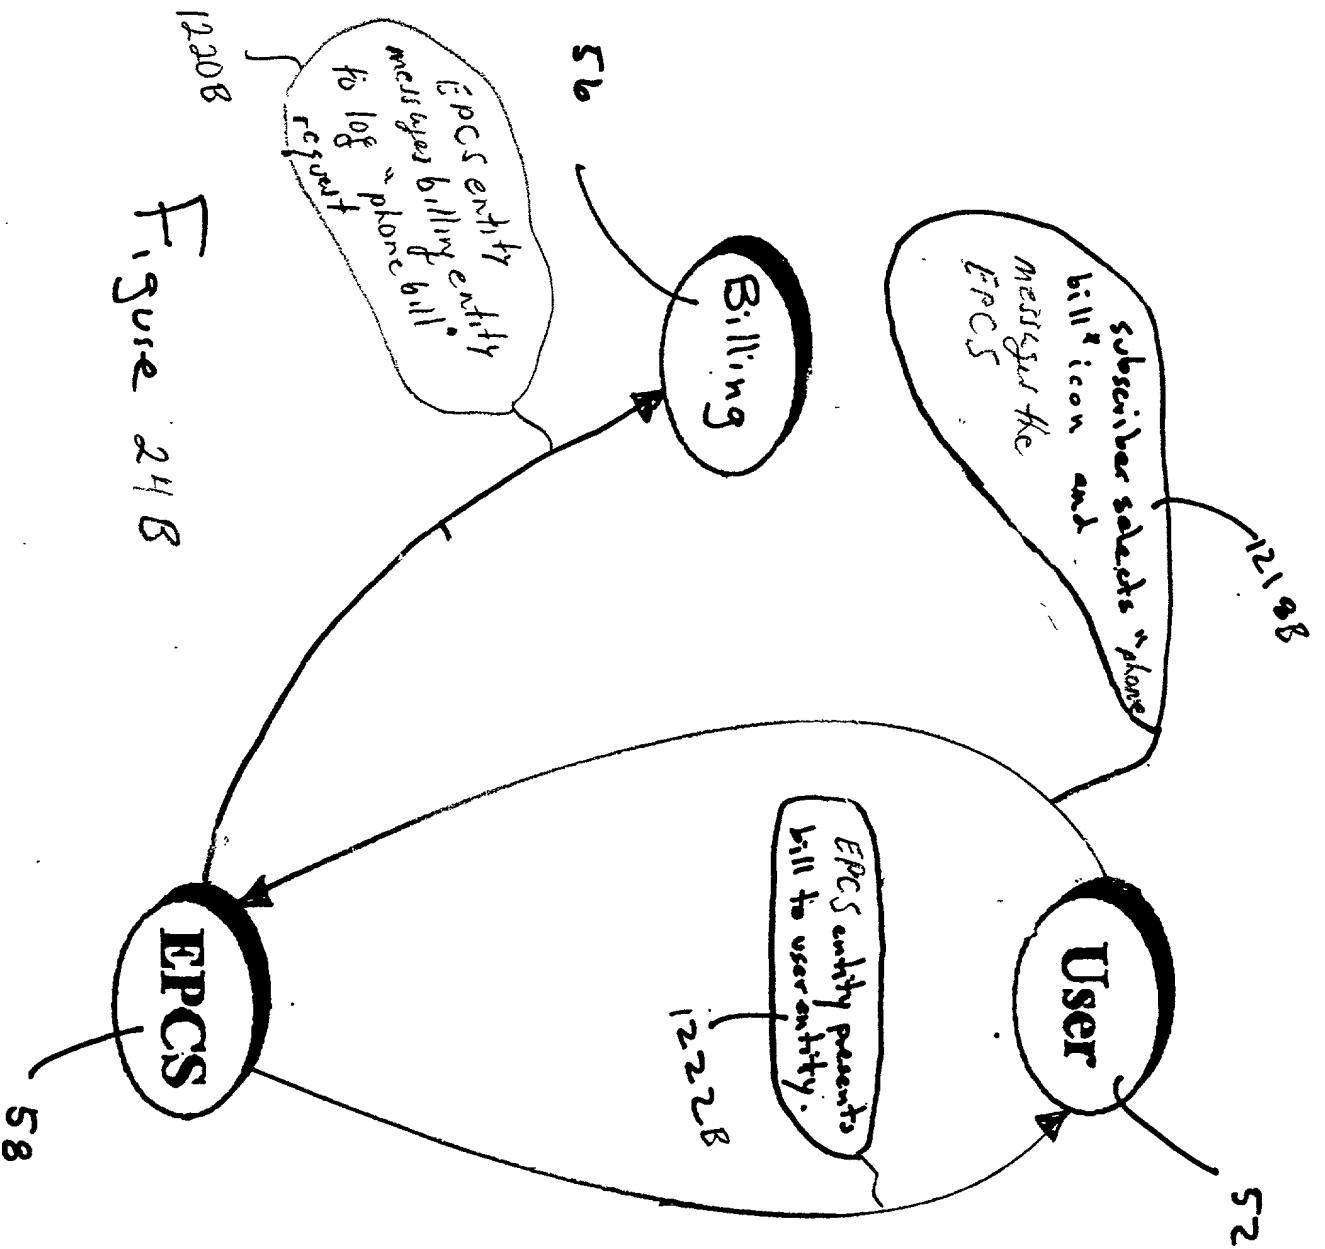 1218B
subscriber selects "phone
bill" icon and
messages the
EPCS
52
User
EPCS entity presents
bill to user entity.
1222B
56
Billing
EPCS entity
messages billing entity
to log "phone bill"
request
1220B
EPCS
58
Figure 24B